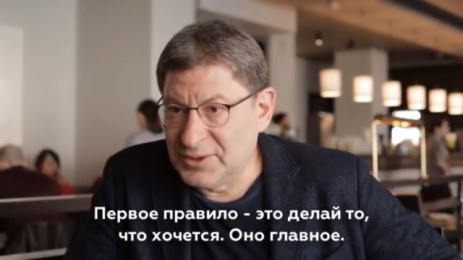 Первое правило - это делай то,
что хочется. Оно главное.